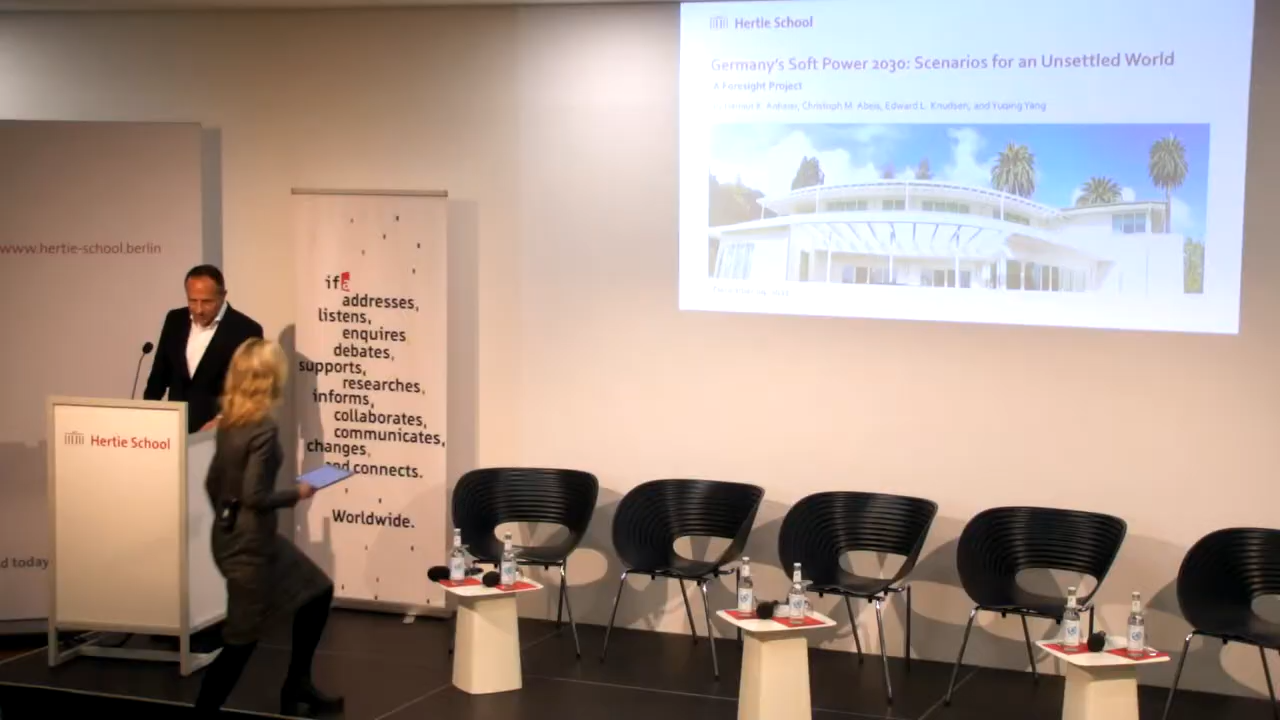 Hertie School
Germany's Soft Power 2030: Scenarios for an Unsettled World
A Foresight Project
Christoph M. Abels, Edward L. Knudsen, and Yuqing Yang
www.hertie-school.berlin
ifa
addresses,
listens,
enquires
debates,
supports,
researches,
informs,
collaborates,
communicates,
changes,
and connects.
Worldwide.
Hertie School
d today